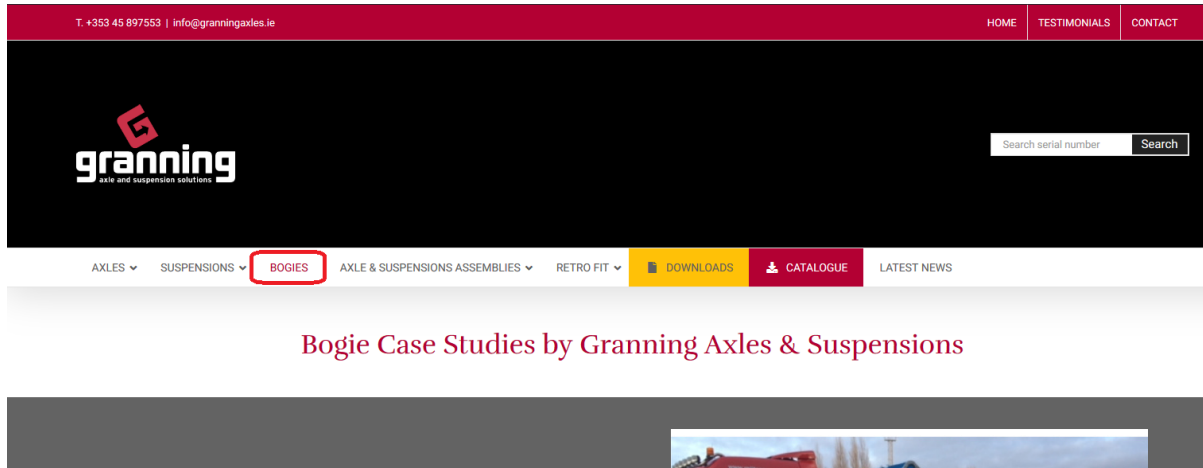 T. +353 45 897553 | info@granningaxles.ie
HOME TESTIMONIALS CONTACT
granning
axle and suspension solutions
Search serial number Search
AXLES SUSPENSIONS BOGIES AXLE & SUSPENSIONS ASSEMBLIES RETRO FIT DOWNLOADS CATALOGUE LATEST NEWS
Bogie Case Studies by Granning Axles & Suspensions